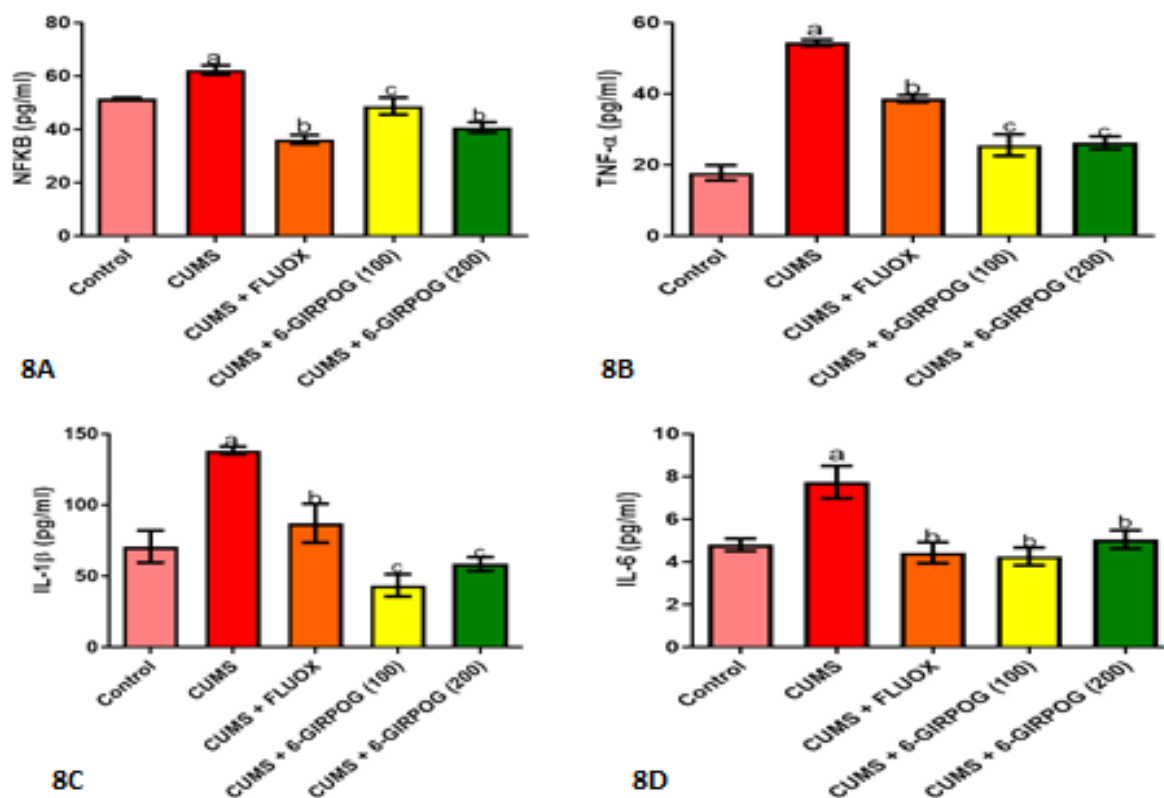 80
60
40
20
0
NFKB (pg/ml)
a
b
c
b
Control
CUMS
CUMS + FLUOX
CUMS + 6-GIRPOG (100)
CUMS + 6-GIRPOG (200)
8A
60
40
20
0
TNF-α (pg/ml)
a
b
c
c
Control
CUMS
CUMS + FLUOX
CUMS + 6-GIRPOG (100)
CUMS + 6-GIRPOG (200)
8B
150
100
50
0
IL-1β (pg/ml)
a
b
c
c
Control
CUMS
CUMS + FLUOX
CUMS + 6-GIRPOG (100)
CUMS + 6-GIRPOG (200)
8C
10
8
6
4
2
0
IL-6 (pg/ml)
a
b
b
b
Control
CUMS
CUMS + FLUOX
CUMS + 6-GIRPOG (100)
CUMS + 6-GIRPOG (200)
8D